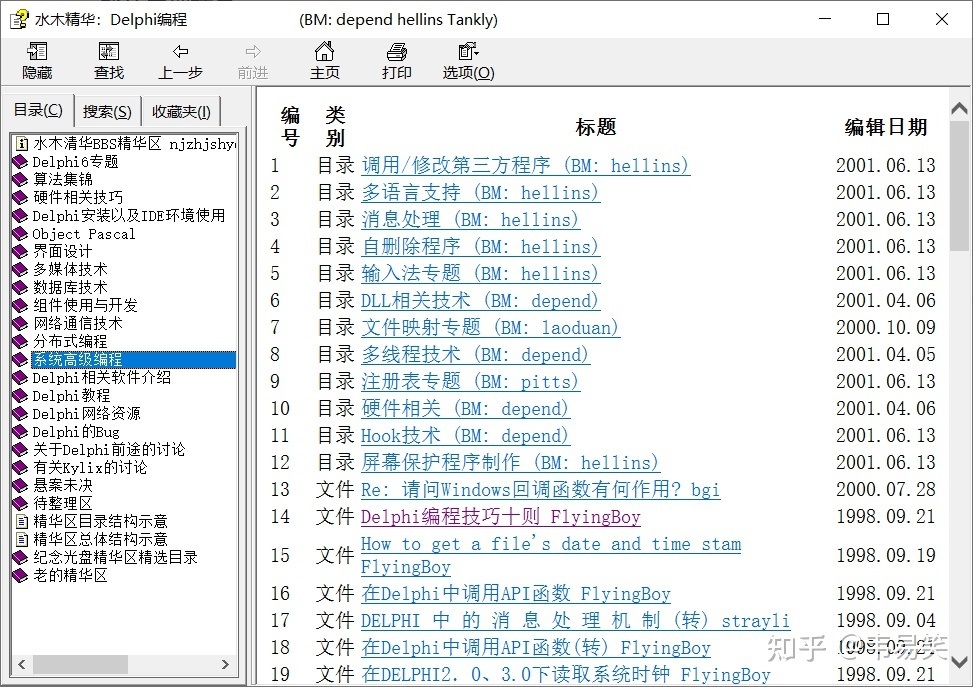 水木精华: Delphi编程 (BM: depend hellins Tankly)
隐藏 查找 上一步 前进 主页 打印 选项(O)
目录(C) 搜索(S) 收藏夹(I)
水木清华BBS精华区 njzhjshy
Delphi6专题
算法集锦
硬件相关技巧
Delphi安装以及IDE环境使用
Object Pascal
界面设计
多媒体技术
数据库技术
组件使用与开发
网络通信技术
分布式编程
系统高级编程
Delphi相关软件介绍
Delphi教程
Delphi网络资源
Delphi的Bug
关于Delphi前途的讨论
有关Kylix的讨论
悬案未决
待整理区
精华区目录结构示意
精华区总体结构示意
纪念光盘精华区精选目录
老的精华区
编号 类别 标题 编辑日期
1 目录 调用/修改第三方程序 (BM: hellins) 2001.06.13
2 目录 多语言支持 (BM: hellins) 2001.06.13
3 目录 消息处理 (BM: hellins) 2001.06.13
4 目录 自删除程序 (BM: hellins) 2001.06.13
5 目录 输入法专题 (BM: hellins) 2001.06.13
6 目录 DLL相关技术 (BM: depend) 2001.04.06
7 目录 文件映射专题 (BM: laoduan) 2000.10.09
8 目录 多线程技术 (BM: depend) 2001.04.05
9 目录 注册表专题 (BM: pitts) 2001.06.13
10 目录 硬件相关 (BM: depend) 2001.04.06
11 目录 Hook技术 (BM: depend) 2001.06.13
12 目录 屏幕保护程序制作 (BM: hellins) 2001.06.13
13 文件 Re: 请问Windows回调函数有何作用? bgi 2000.07.28
14 文件 Delphi编程技巧十则 FlyingBoy 1998.09.21
15 文件 How to get a file's date and time stam 1998.09.19
FlyingBoy
16 文件 在Delphi中调用API函数 FlyingBoy 1998.09.21
17 文件 DELPHI 中 的 消 息 处 理 机 制 (转) strayli 1998.09.04
18 文件 在Delphi中调用API函数(转) FlyingBoy 1998.09.21
19 文件 在DELPHI2. 0、3.0下读取系统时钟 FlyingBoy 1998.09.21
知乎 @韦易笑